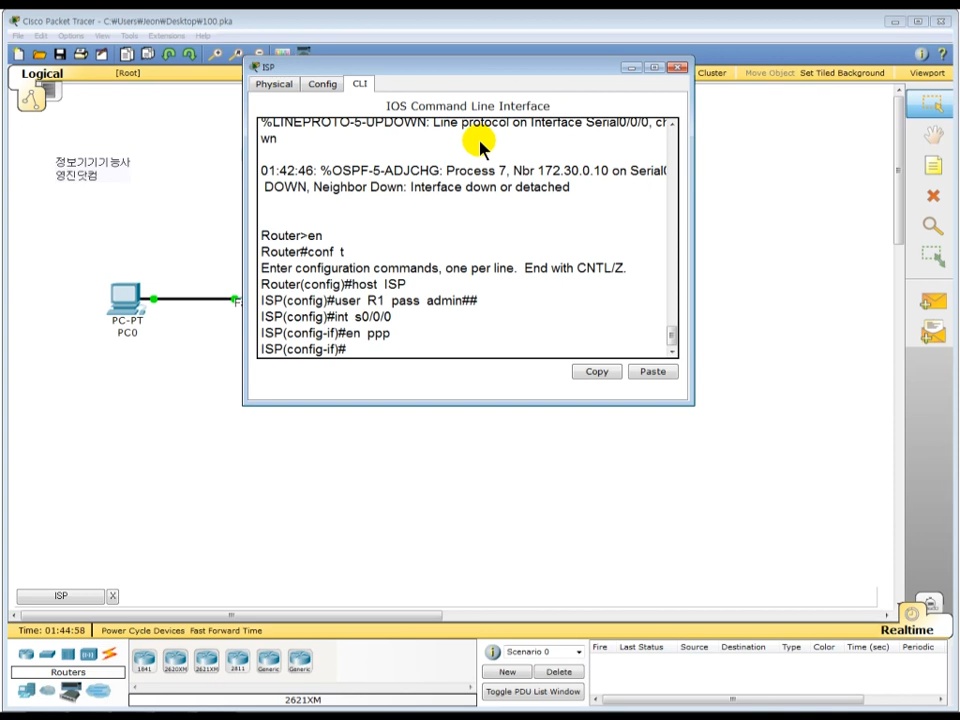 Cisco Packet Tracer - C:\Users\Jeon\Desktop\100.pka
File Edit Options View Tools Extensions Help
Logical
[Root]
Cluster
Move Object
Set Tiled Background
Viewport
ISP
Physical
Config
CLI
IOS Command Line Interface
%LINEPROTO-5-UPDOWN: Line protocol on Interface Serial0/0/0, ch
wn
01:42:46: %OSPF-5-ADJCHG: Process 7, Nbr 172.30.0.10 on Serial0
DOWN, Neighbor Down: Interface down or detached
Router>en
Router#conf t
Enter configuration commands, one per line. End with CNTL/Z.
Router(config)#host ISP
ISP(config)#user R1 pass admin##
ISP(config)#int s0/0/0
ISP(config-if)#en ppp
ISP(config-if)#
Copy
Paste
정보기기기능사
영진닷컴
PC-PT
PC0
ISP
X
Time: 01:44:58
Power Cycle Devices Fast Forward Time
Realtime
Routers
1841
2620XM
2621XM
2811
Generic
Generic
2621XM
Scenario 0
New
Delete
Toggle PDU List Window
Fire
Last Status
Source
Destination
Type
Color
Time (sec)
Periodic